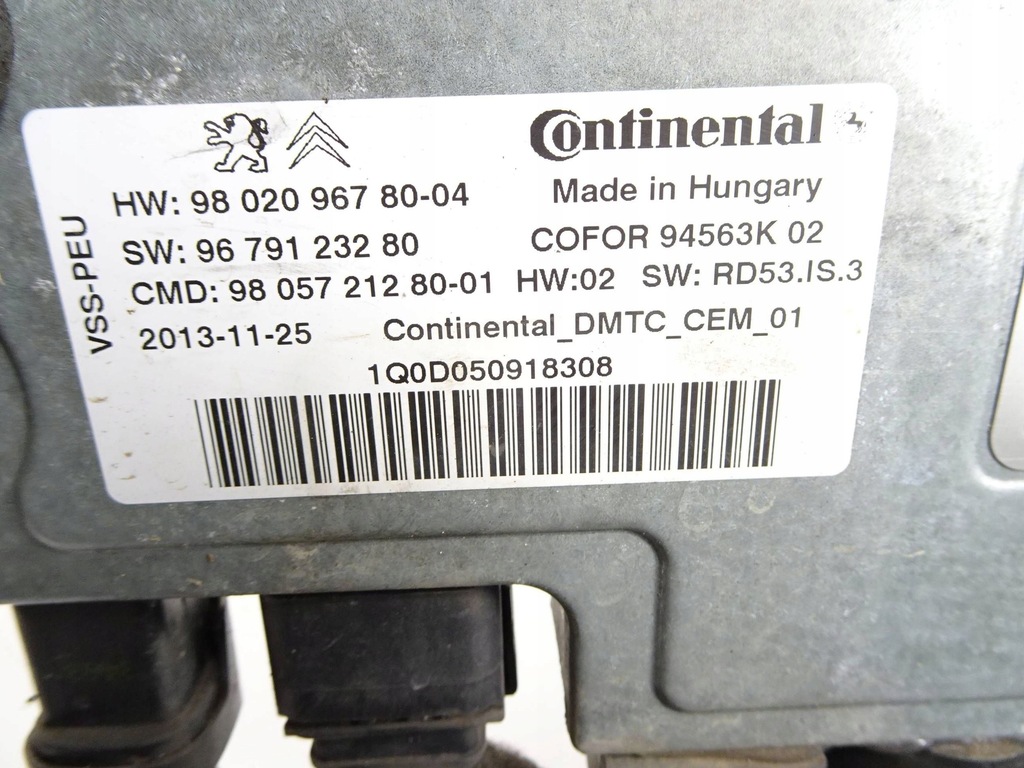 Continental
Made in Hungary
HW: 98 020 967 80-04
SW: 96 791 232 80
COFOR 94563K 02
CMD: 98 057 212 80-01 HW:02 SW: RD53.IS.3
2013-11-25 Continental_DMTC_CEM_01
1Q0D050918308
VSS-PEU